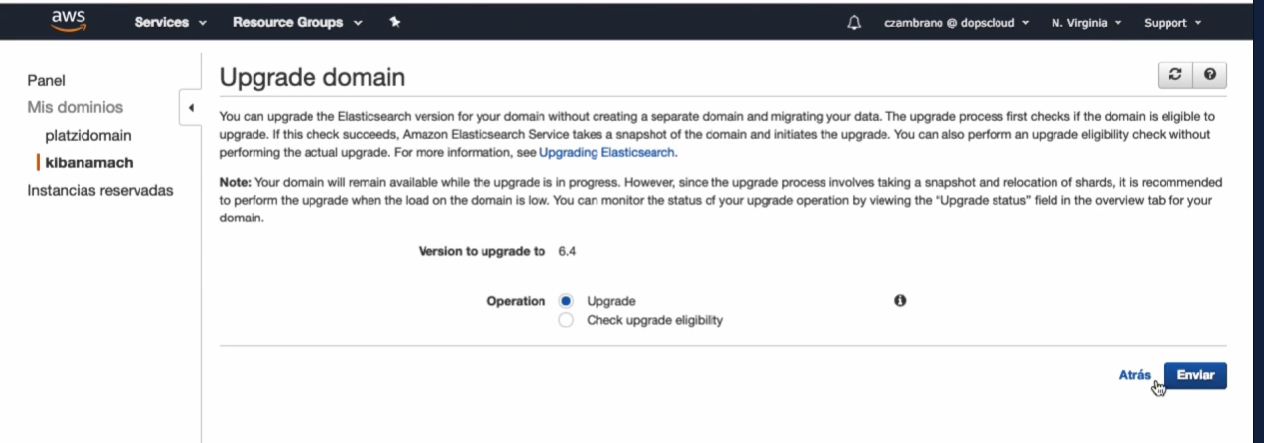 aws Services Resource Groups czambrano @ dopscloud N. Virginia Support
Panel
Mis dominios
platzidomain
kibanamach
Instancias reservadas
Upgrade domain
You can upgrade the Elasticsearch version for your domain without creating a separate domain and migrating your data. The upgrade process first checks if the domain is eligible to
upgrade. If this check succeeds, Amazon Elasticsearch Service takes a snapshot of the domain and initiates the upgrade. You can also perform an upgrade eligibility check without
performing the actual upgrade. For more information, see Upgrading Elasticsearch.
Note: Your domain will remain available while the upgrade is in progress. However, since the upgrade process involves taking a snapshot and relocation of shards, it is recommended
to perform the upgrade when the load on the domain is low. You can monitor the status of your upgrade operation by viewing the "Upgrade status" field in the overview tab for your
domain.
Version to upgrade to 6.4
Operation Upgrade
Check upgrade eligibility
Atrás Enviar